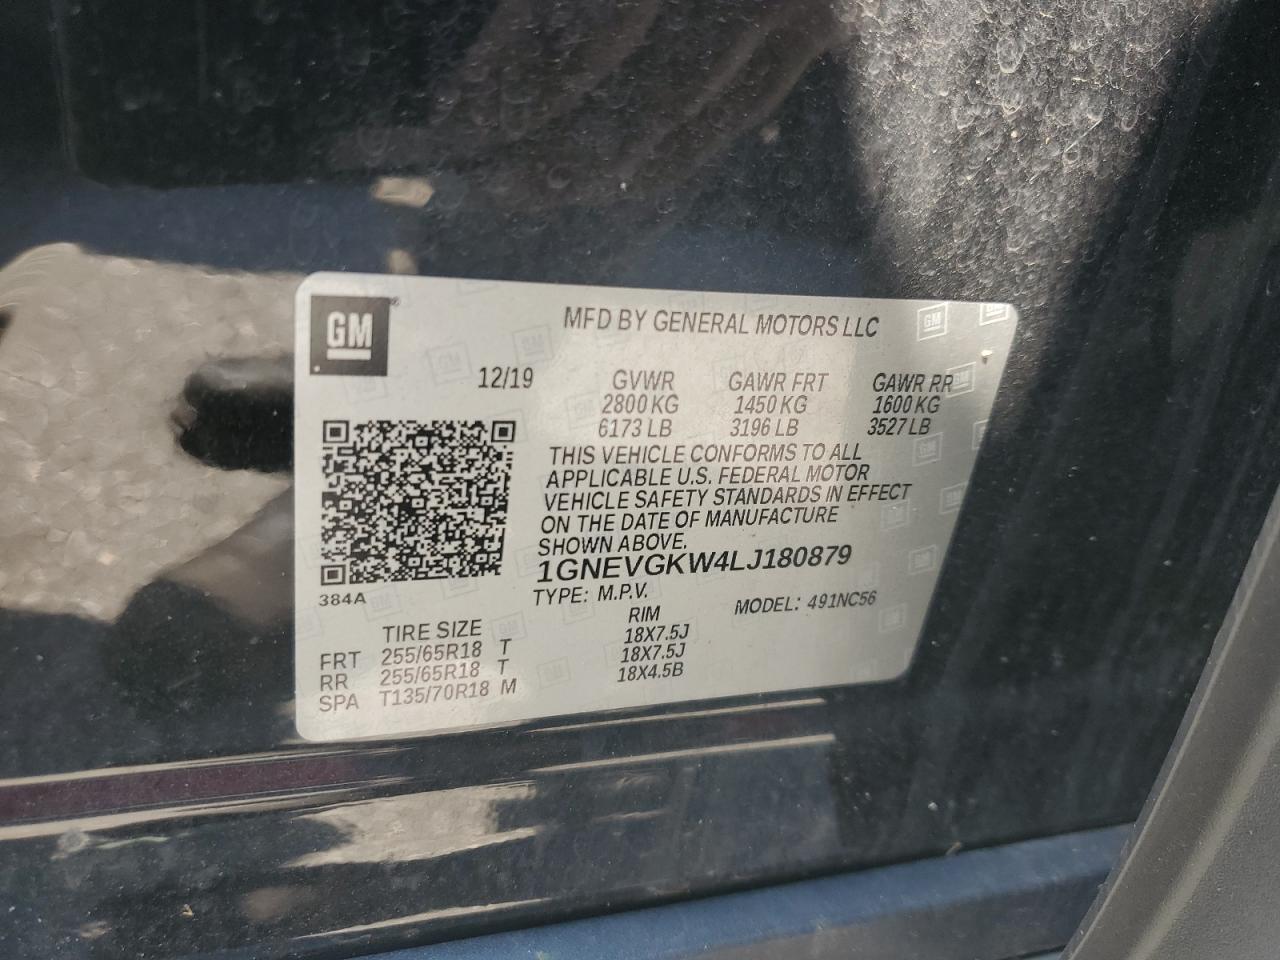 GM
MFD BY GENERAL MOTORS LLC
12/19 GVWR GAWR FRT GAWR RR
2800 KG 1450 KG 1600 KG
6173 LB 3196 LB 3527 LB
THIS VEHICLE CONFORMS TO ALL
APPLICABLE U.S. FEDERAL MOTOR
VEHICLE SAFETY STANDARDS IN EFFECT
ON THE DATE OF MANUFACTURE
SHOWN ABOVE.
1GNEVGKW4LJ180879
384A
TYPE: M.P.V. MODEL: 491NC56
TIRE SIZE RIM
FRT 255/65R18 T 18X7.5J
RR 255/65R18 T 18X7.5J
SPA T135/70R18 M 18X4.5B